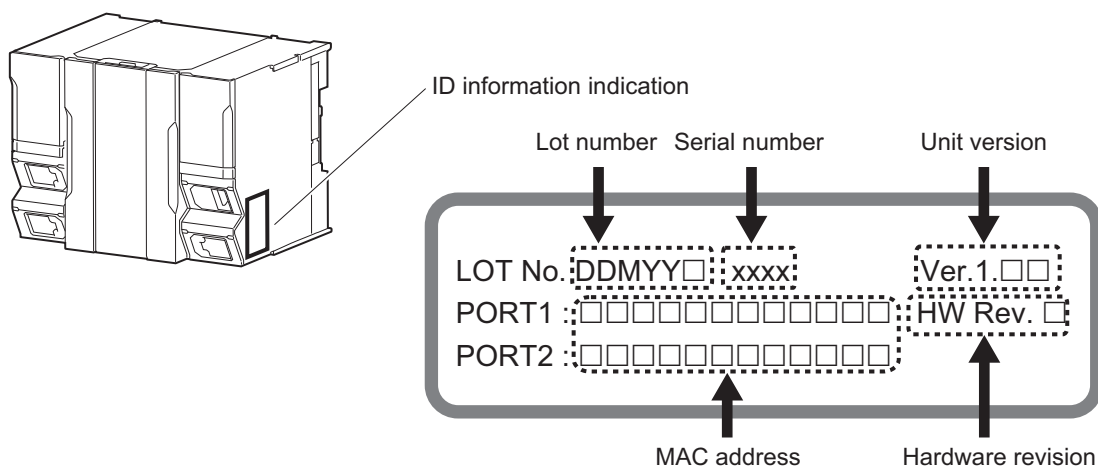 ID information indication
Lot number Serial number Unit version
LOT No. DDMYY□ xxxx Ver.1.□□
PORT1 : □□□□□□□□□□□□ HW Rev. □
PORT2 : □□□□□□□□□□□□
MAC address Hardware revision